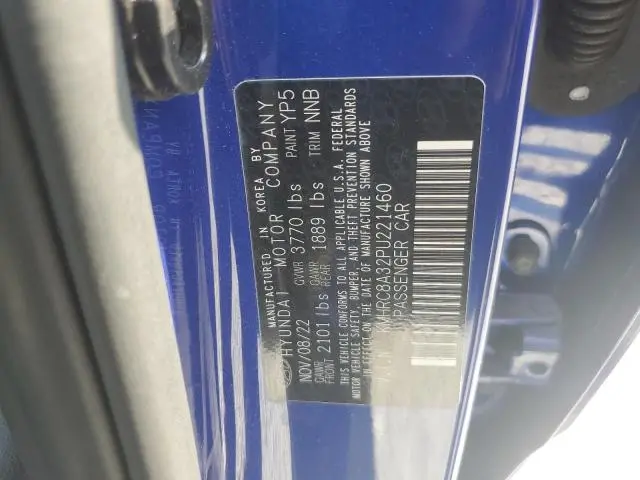 MANUFACTURED IN KOREA BY
HYUNDAI MOTOR COMPANY
NOV/08/22 GVWR 3770 lbs PAINT YP5
GAWR FRONT 2101 lbs GAWR REAR 1889 lbs TRIM NNB
THIS VEHICLE CONFORMS TO ALL APPLICABLE U.S.A. FEDERAL
MOTOR VEHICLE SAFETY, BUMPER, AND THEFT PREVENTION STANDARDS
IN EFFECT ON THE DATE OF MANUFACTURE SHOWN ABOVE
KMHRC8A32PU221460
PASSENGER CAR